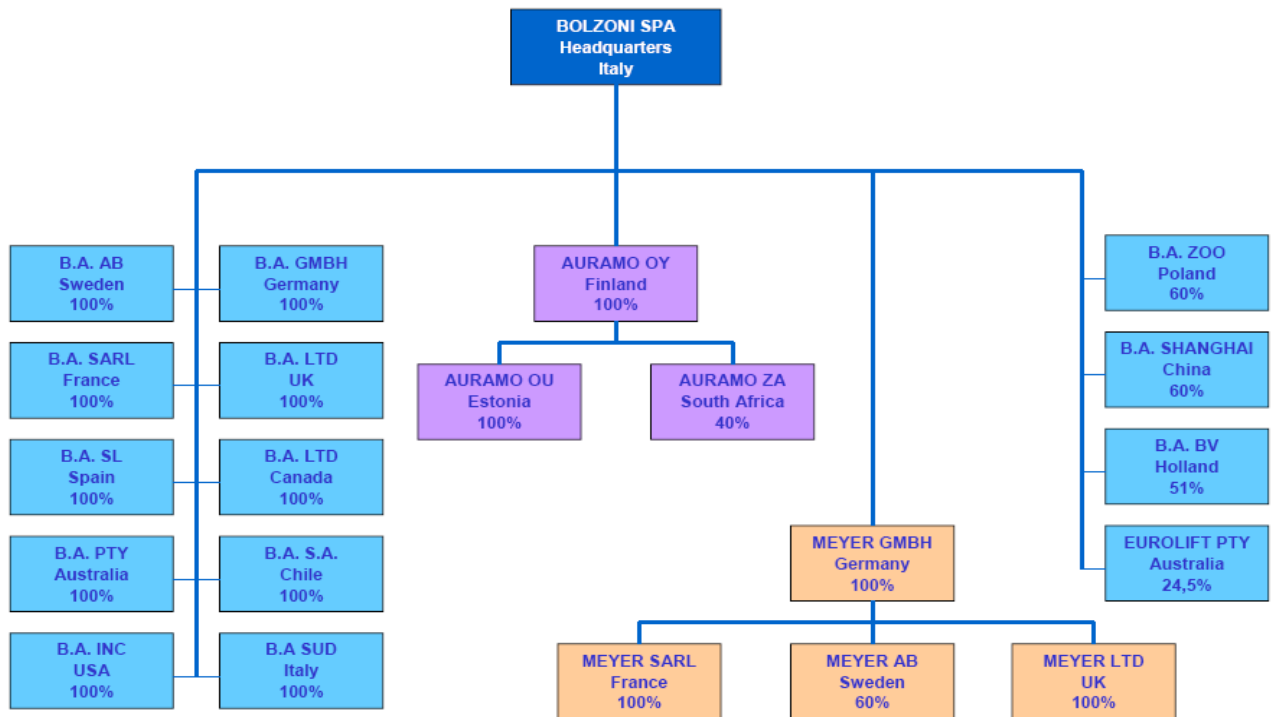 BOLZONI SPA
Headquarters
Italy
B.A. AB
Sweden
100%
B.A. GMBH
Germany
100%
B.A. SARL
France
100%
B.A. LTD
UK
100%
B.A. SL
Spain
100%
B.A. LTD
Canada
100%
B.A. PTY
Australia
100%
B.A. S.A.
Chile
100%
B.A. INC
USA
100%
B.A SUD
Italy
100%
AURAMO OY
Finland
100%
AURAMO OU
Estonia
100%
AURAMO ZA
South Africa
40%
MEYER GMBH
Germany
100%
MEYER SARL
France
100%
MEYER AB
Sweden
60%
MEYER LTD
UK
100%
B.A. ZOO
Poland
60%
B.A. SHANGHAI
China
60%
B.A. BV
Holland
51%
EUROLIFT PTY
Australia
24,5%